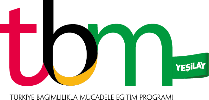 tbm
YEŞİLAY
TÜRKİYE BAĞIMLILIKLA MÜCADELE EĞİTİM PROGRAMI